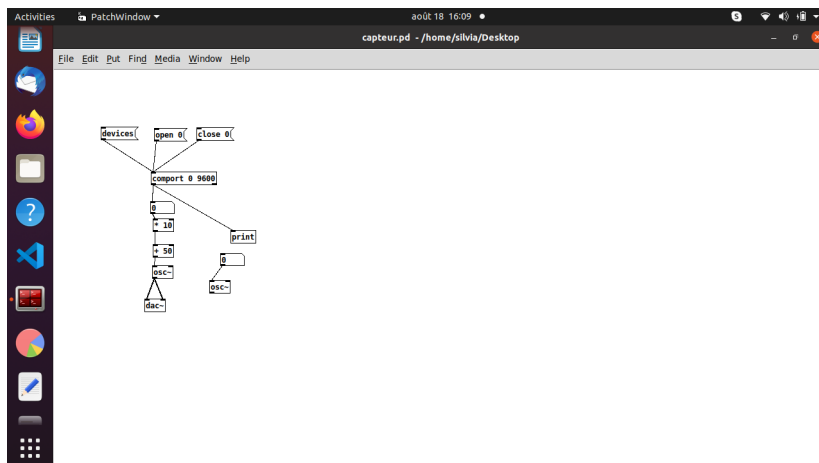 Activities PatchWindow août 18 16:09
capteur.pd - /home/silvia/Desktop
File Edit Put Find Media Window Help
devices open 0 close 0
comport 0 9600
0
* 10
print
+ 50
0
osc~
osc~
dac~